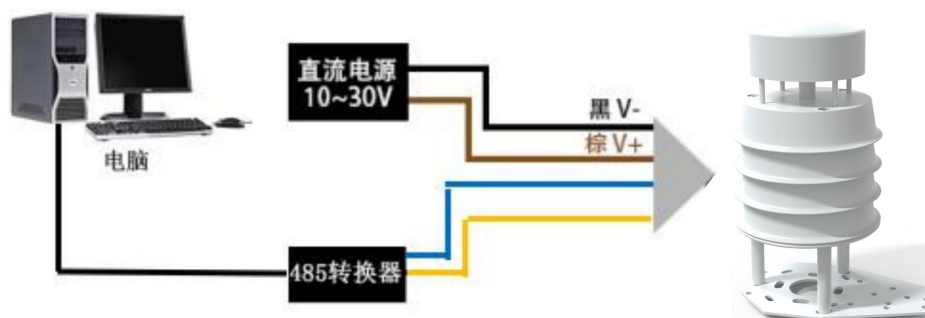 直流电源
10~30V
黑 V-
棕 V+
电脑
485转换器